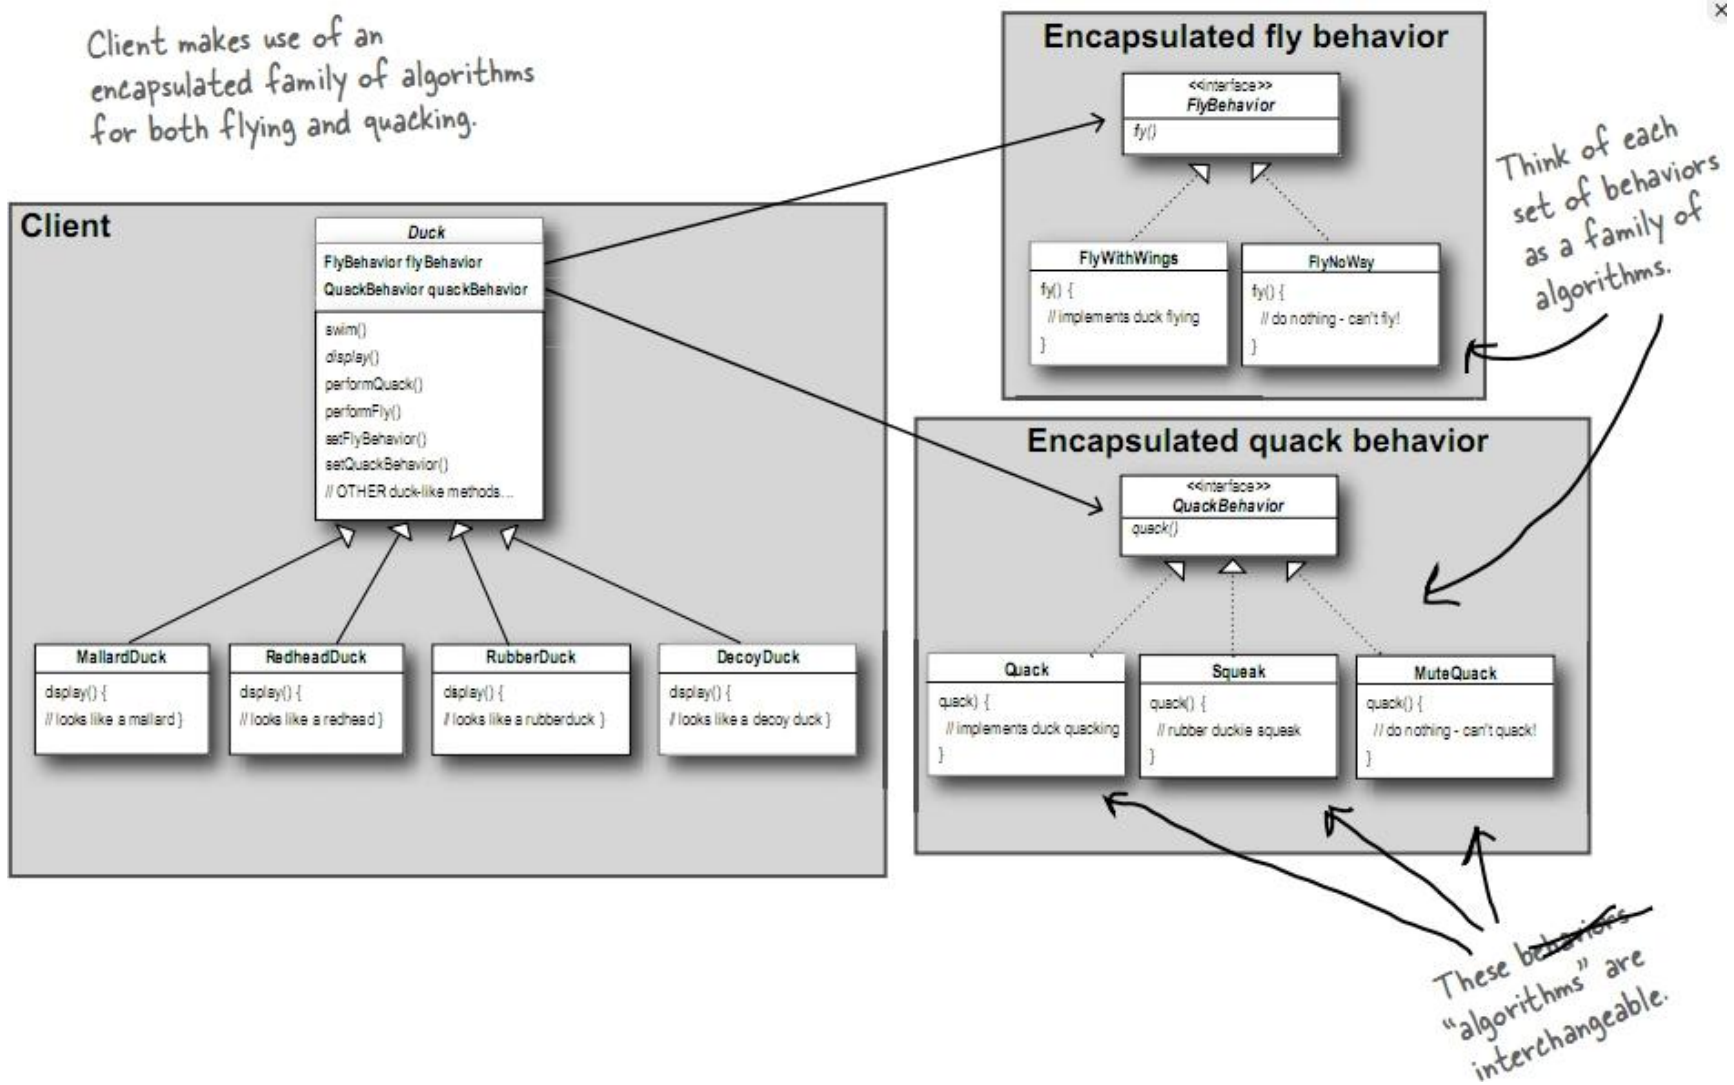 Client makes use of an
encapsulated family of algorithms
for both flying and quacking.
Client
Duck
FlyBehavior flyBehavior
QuackBehavior quackBehavior
swim()
display()
performQuack()
performFly()
setFlyBehavior()
setQuackBehavior()
// OTHER duck-like methods...
MallardDuck
display() {
// looks like a mallard }
RedheadDuck
display() {
// looks like a redhead }
RubberDuck
display() {
// looks like a rubberduck }
DecoyDuck
display() {
// looks like a decoy duck }
Encapsulated fly behavior
<<interface>>
FlyBehavior
fly()
FlyWithWings
fly() {
// implements duck flying
}
FlyNoWay
fly() {
// do nothing - can't fly!
}
Think of each
set of behaviors
as a family of
algorithms.
Encapsulated quack behavior
<<interface>>
QuackBehavior
quack()
Quack
quack) {
// implements duck quacking
}
Squeak
quack() {
// rubber duckie squeak
}
MuteQuack
quack() {
// do nothing - can't quack!
}
These behaviors
“algorithms” are
interchangeable.